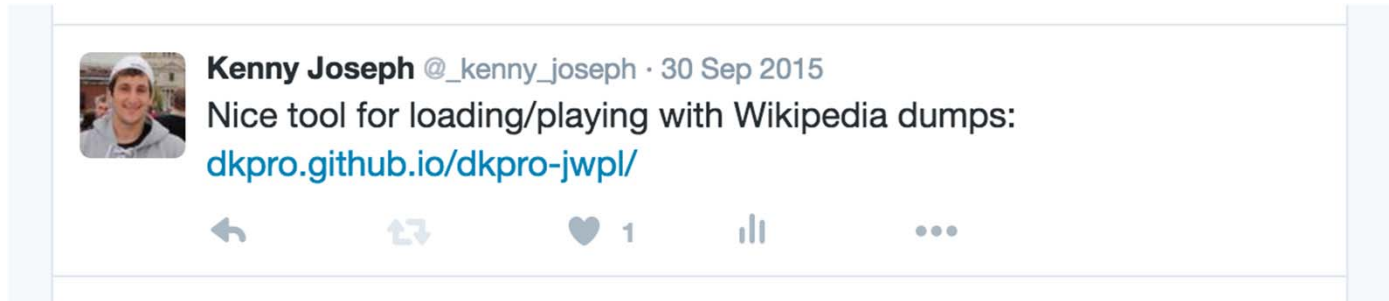 Kenny Joseph @_kenny_joseph · 30 Sep 2015
Nice tool for loading/playing with Wikipedia dumps:
dkpro.github.io/dkpro-jwpl/
1